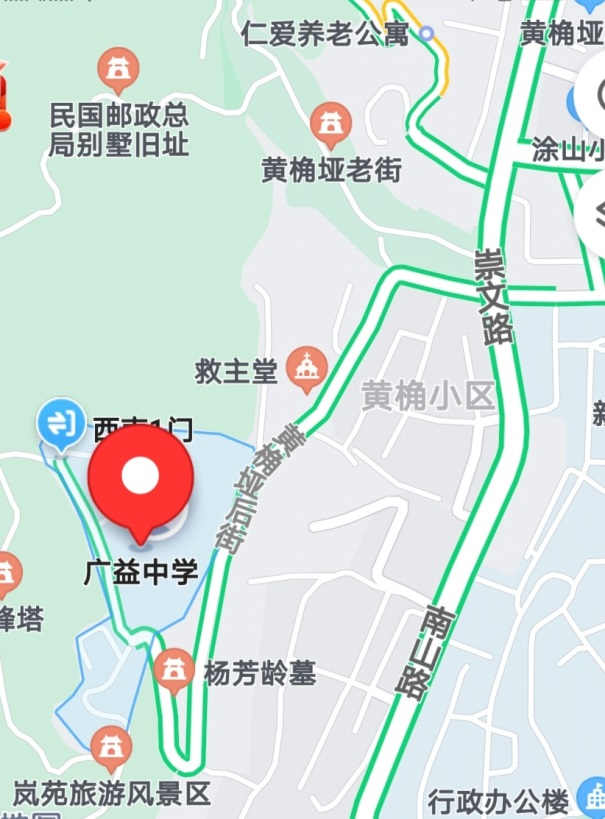 仁爱养老公寓
黄桷垭
民国邮政总
局别墅旧址
黄桷垭老街
涂山小
崇文路
救主堂
黄桷小区
新
西南1门
黄桷垭后街
广益中学
峰塔
南山路
杨芳龄墓
岚苑旅游风景区
行政办公楼